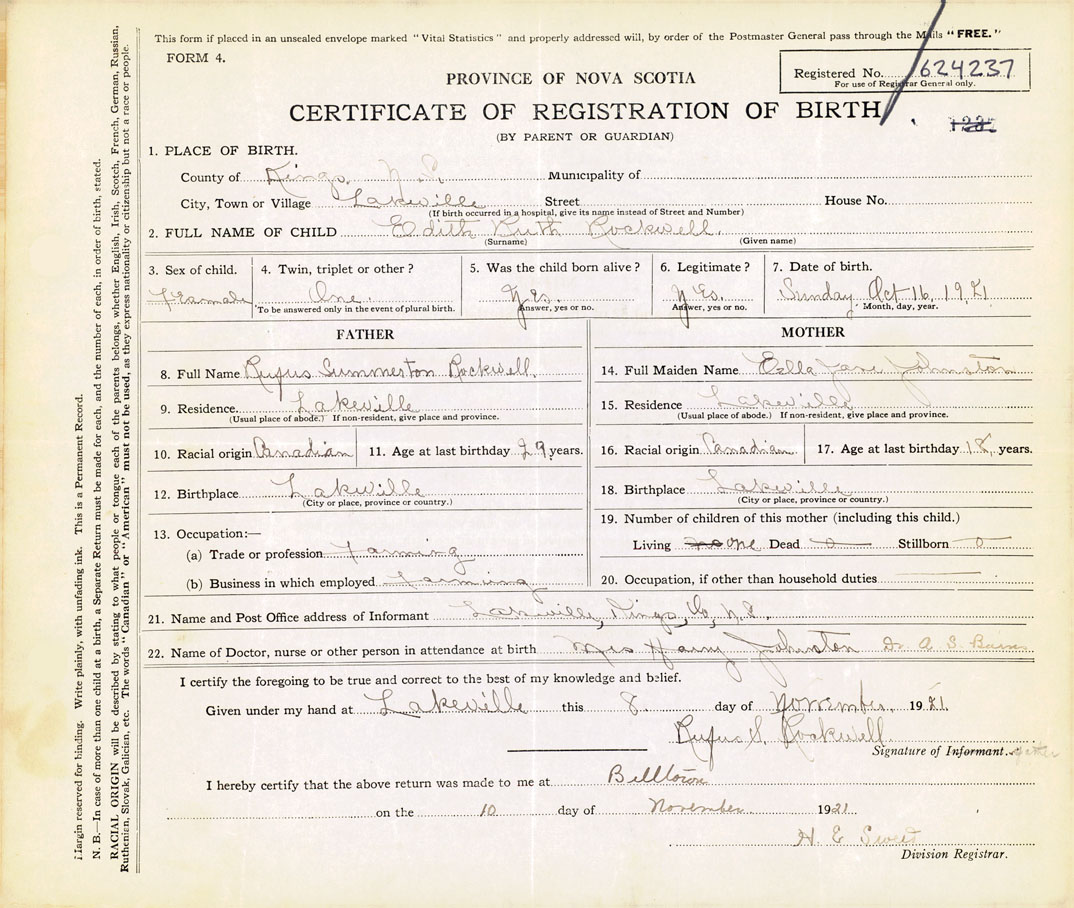 This form if placed in an unsealed envelope marked "Vital Statistics" and properly addressed will, by order of the Postmaster General pass through the Mails "FREE."
FORM 4.
Registered No. 624237
For use of Registrar General only.
PROVINCE OF NOVA SCOTIA
CERTIFICATE OF REGISTRATION OF BIRTH
(BY PARENT OR GUARDIAN)
1. PLACE OF BIRTH.
County of Kings, N.S. Municipality of
City, Town or Village Lakeville Street House No.
(If birth occurred in a hospital, give its name instead of Street and Number)
2. FULL NAME OF CHILD Edith Ruth Rockwell.
(Surname) (Given name)
3. Sex of child. 4. Twin, triplet or other? 5. Was the child born alive? 6. Legitimate? 7. Date of birth.
Feamale One. Yes. Yes. Sunday Oct 16, 1921
To be answered only in the event of plural birth. Answer, yes or no. Answer, yes or no. Month, day, year.
FATHER
8. Full Name Rufus Summerton Rockwell.
9. Residence. Lakeville
(Usual place of abode.) If non-resident, give place and province.
10. Racial origin Canadian 11. Age at last birthday 29 years.
12. Birthplace Lakville
(City or place, province or country.)
13. Occupation:—
(a) Trade or profession Farming
(b) Business in which employed Farming
MOTHER
14. Full Maiden Name Ezlla Jane Johnston
15. Residence Lakeville
(Usual place of abode.) If non-resident, give place and province.
16. Racial origin Canadian 17. Age at last birthday 18 years.
18. Birthplace Lakeville
(City or place, province or country.)
19. Number of children of this mother (including this child.)
Living one Dead 0 Stillborn 0
20. Occupation, if other than household duties
21. Name and Post Office address of Informant Lakeville, Kings, Co, N.S.
22. Name of Doctor, nurse or other person in attendance at birth Mrs Harry Johnston Dr. A. S. Burns
I certify the foregoing to be true and correct to the best of my knowledge and belief.
Given under my hand at Lakeville this 8. day of November, 1921.
Rufus S. Rockwell.
Signature of Informant. father
I hereby certify that the above return was made to me at Billtown
on the 10 day of November 1921
H. E Sweet
Division Registrar.
Margin reserved for binding. Write plainly, with unfading ink. This is a Permanent Record.
N. B.—In case of more than one child at a birth, a Separate Return must be made for each, and the number of each, in order of birth, stated.
RACIAL ORIGIN will be described by stating to what people or tongue each of the parents belongs, whether English, Irish, Scotch, French, German, Russian,
Ruthenian, Slovak, Galicien, etc. The words "Canadian" or "American" must not be used, as they express nationality or citizenship but not a race or people.